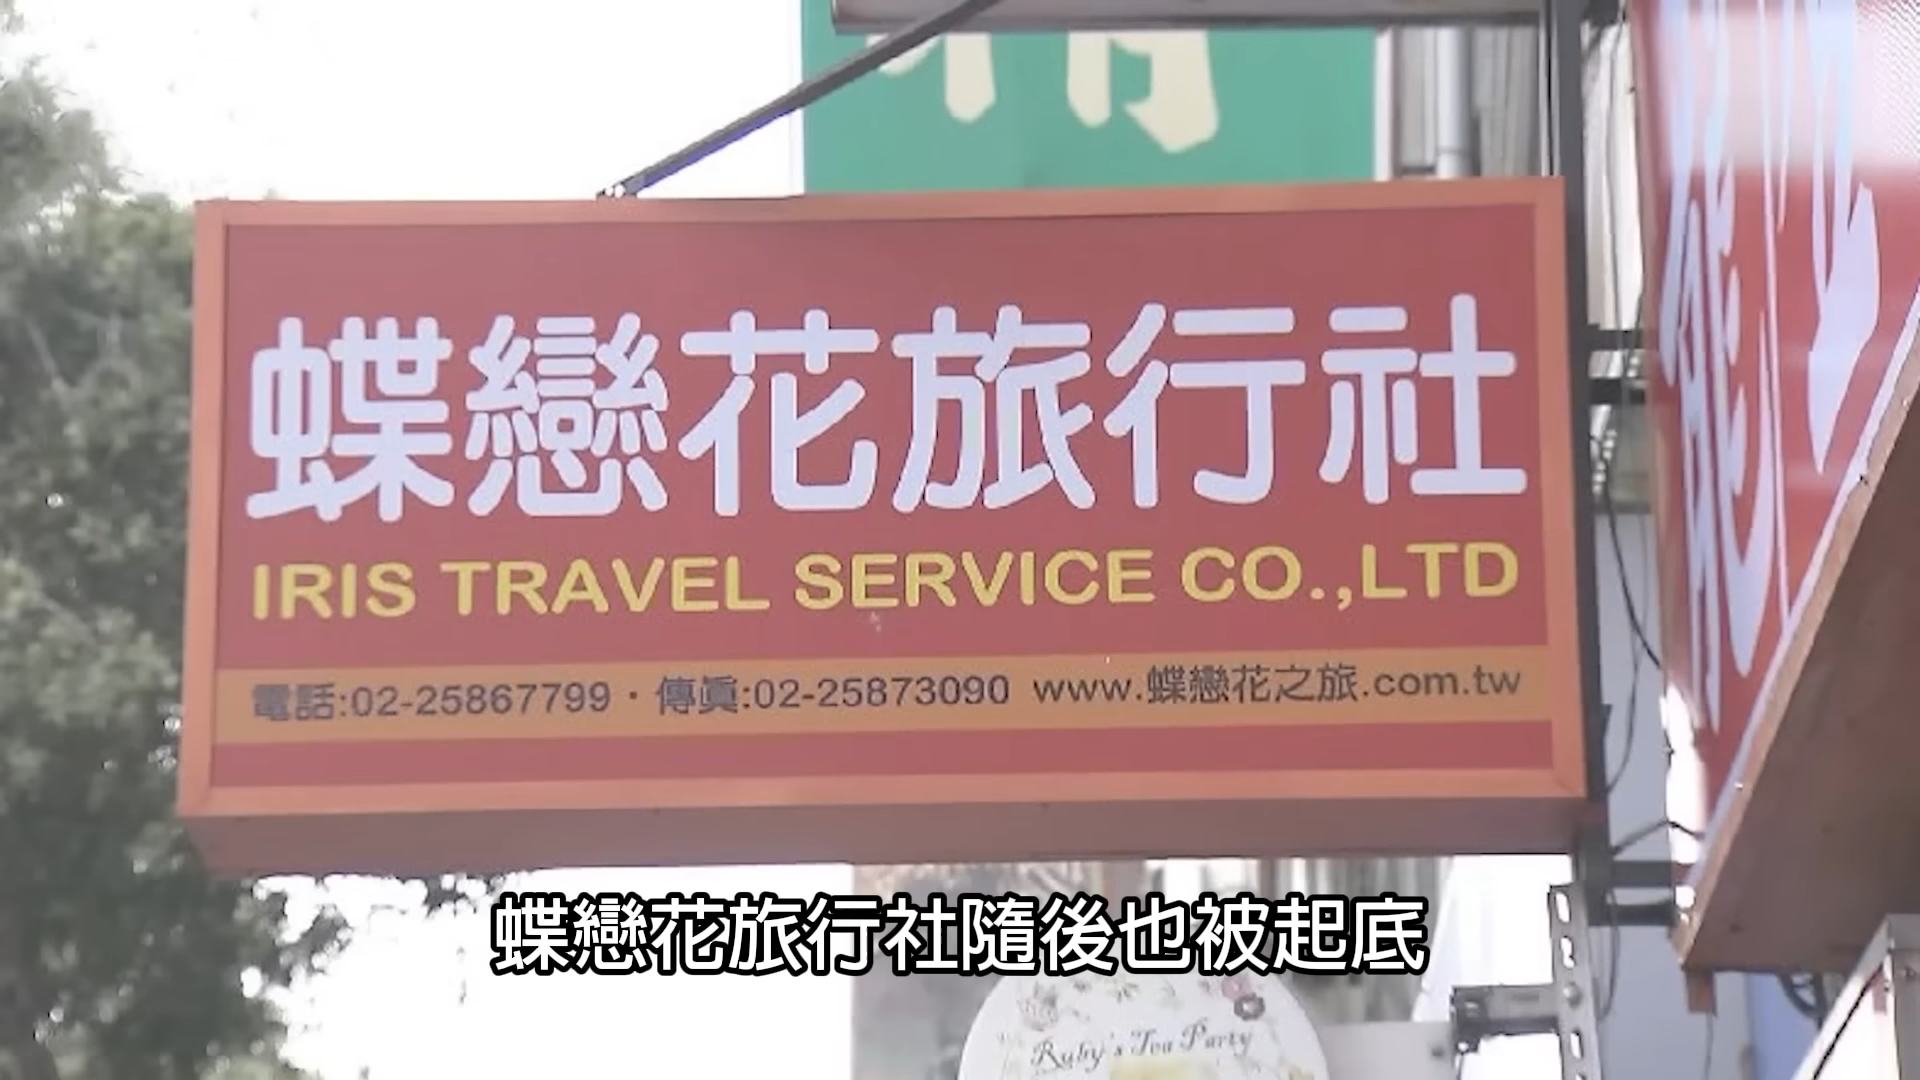 蝶戀花旅行社
IRIS TRAVEL SERVICE CO.,LTD
電話:02-25867799・傳眞:02-25873090 www.蝶戀花之旅.com.tw
蝶戀花旅行社隨後也被起底
Ruby's Tea Party